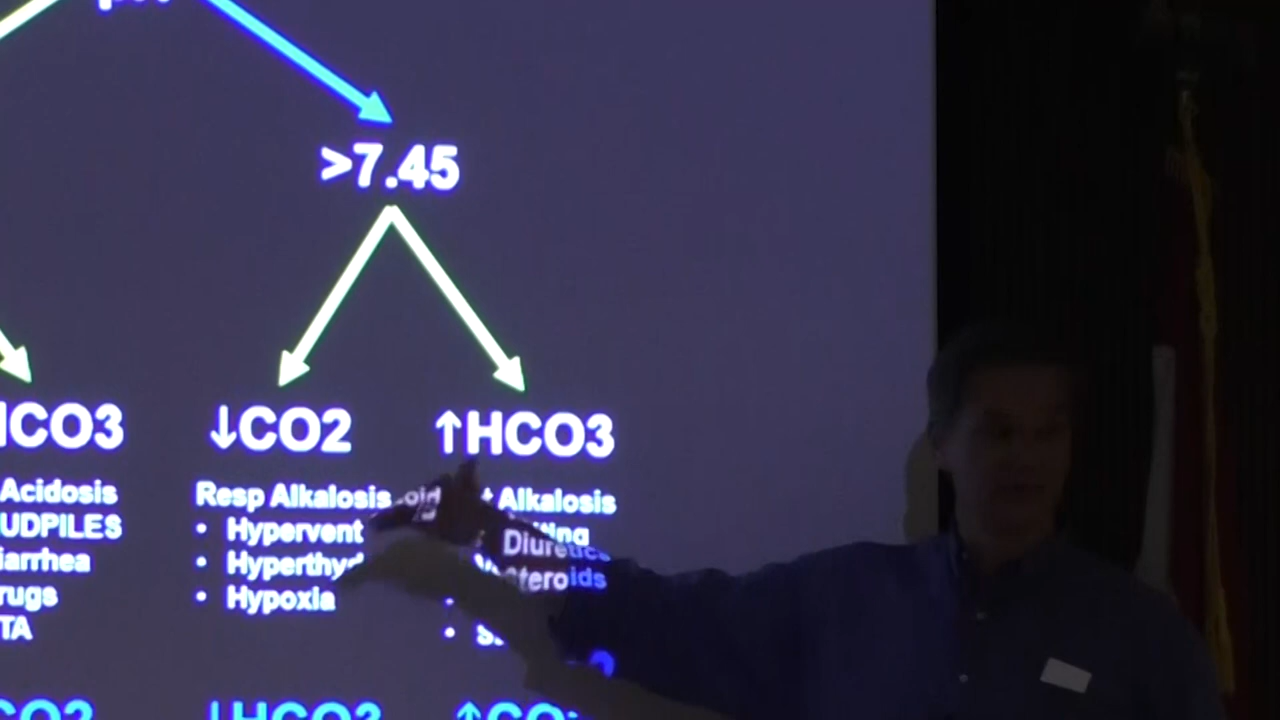 >7.45
HCO3 ↓CO2 ↑HCO3
Acidosis Resp Alkalosis Alkalosis
UDPILES • Hypervent
iarrhea • Hyperthy Diuretics
rugs • Hypoxia Steroids
TA
CO2 ↓HCO3 ↑CO